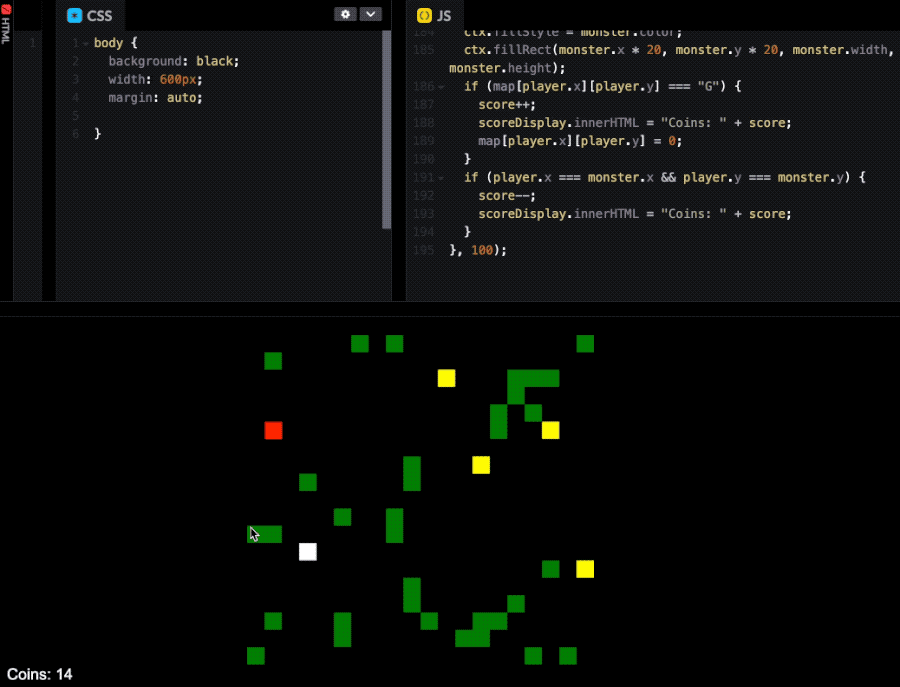 HTML
1
CSS
1 body {
2 background: black;
3 width: 600px;
4 margin: auto;
5
6 }
JS
184 ctx.fillStyle = monster.color;
185 ctx.fillRect(monster.x * 20, monster.y * 20, monster.width,
monster.height);
186 if (map[player.x][player.y] === "G") {
187 score++;
188 scoreDisplay.innerHTML = "Coins: " + score;
189 map[player.x][player.y] = 0;
190 }
191 if (player.x === monster.x && player.y === monster.y) {
192 score--;
193 scoreDisplay.innerHTML = "Coins: " + score;
194 }
195 }, 100);
Coins: 14